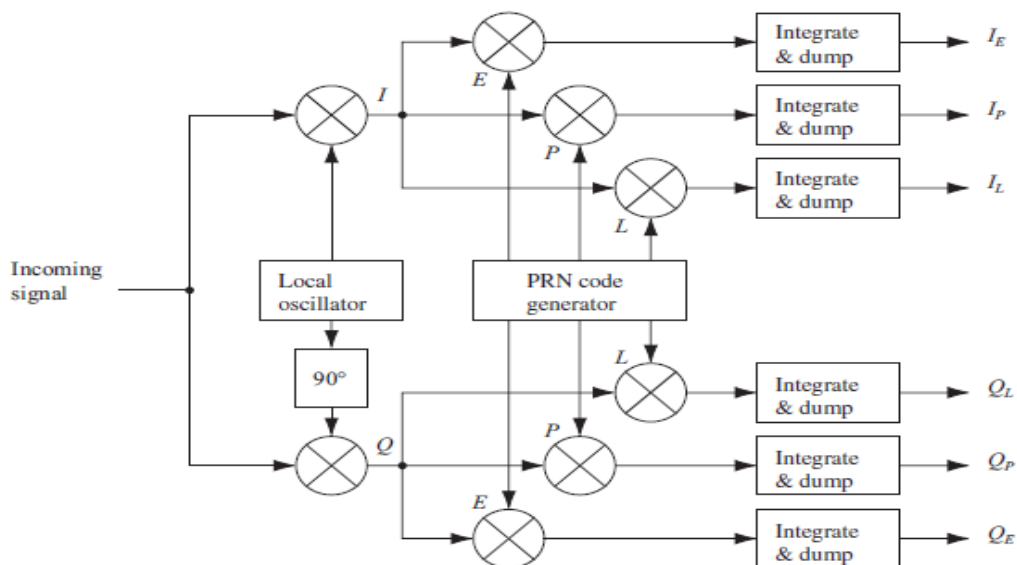 Integrate
& dump
I_E
E
I
Integrate
& dump
I_P
P
Integrate
& dump
I_L
L
Incoming
signal
Local
oscillator
PRN code
generator
90°
L
Integrate
& dump
Q_L
Q
P
Integrate
& dump
Q_P
E
Integrate
& dump
Q_E